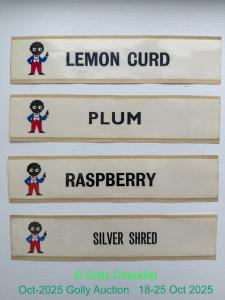 LEMON CURD
PLUM
RASPBERRY
SILVER SHRED
© Golly Checklist
Oct-2025 Golly Auction 18-25 Oct 2025